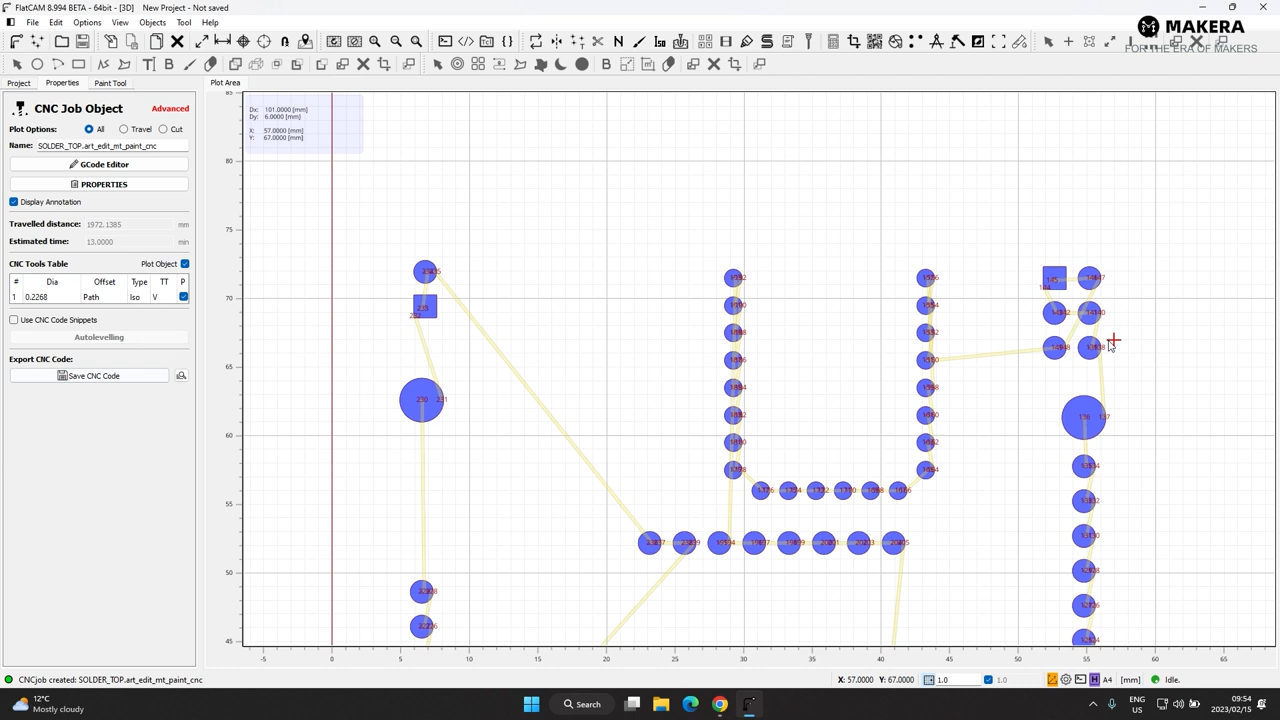 FlatCAM 8.994 BETA - 64bit - [3D] New Project - Not saved
File Edit Options View Objects Tool Help
MAKERA
FOR THE ERA OF MAKERS
Project Properties Paint Tool Plot Area
CNC Job Object Advanced
Plot Options: All Travel Cut
Name: SOLDER_TOP.art_edit_mt_paint_cnc
GCode Editor
PROPERTIES
Display Annotation
Travelled distance: 1972.1385 mm
Estimated time: 13.0000 min
CNC Tools Table Plot Object
# Dia Offset Type TT P
1 0.2268 Path Iso V
Use CNC Code Snippets
Autolevelling
Export CNC Code:
Save CNC Code
Dx: 101.0000 [mm]
Dy: 6.0000 [mm]
X: 57.0000 [mm]
Y: 67.0000 [mm]
85
80
75
70
65
60
55
50
45
-5 0 5 10 15 20 25 30 35 40 45 50 55 60 65
230 231
136 137
CNCjob created: SOLDER_TOP.art_edit_mt_paint_cnc
X: 57.0000 Y: 67.0000
1.0 1.0
H A4 [mm] Idle.
12°C
Mostly cloudy
Search
ENG
UK
09:54
2023/02/15